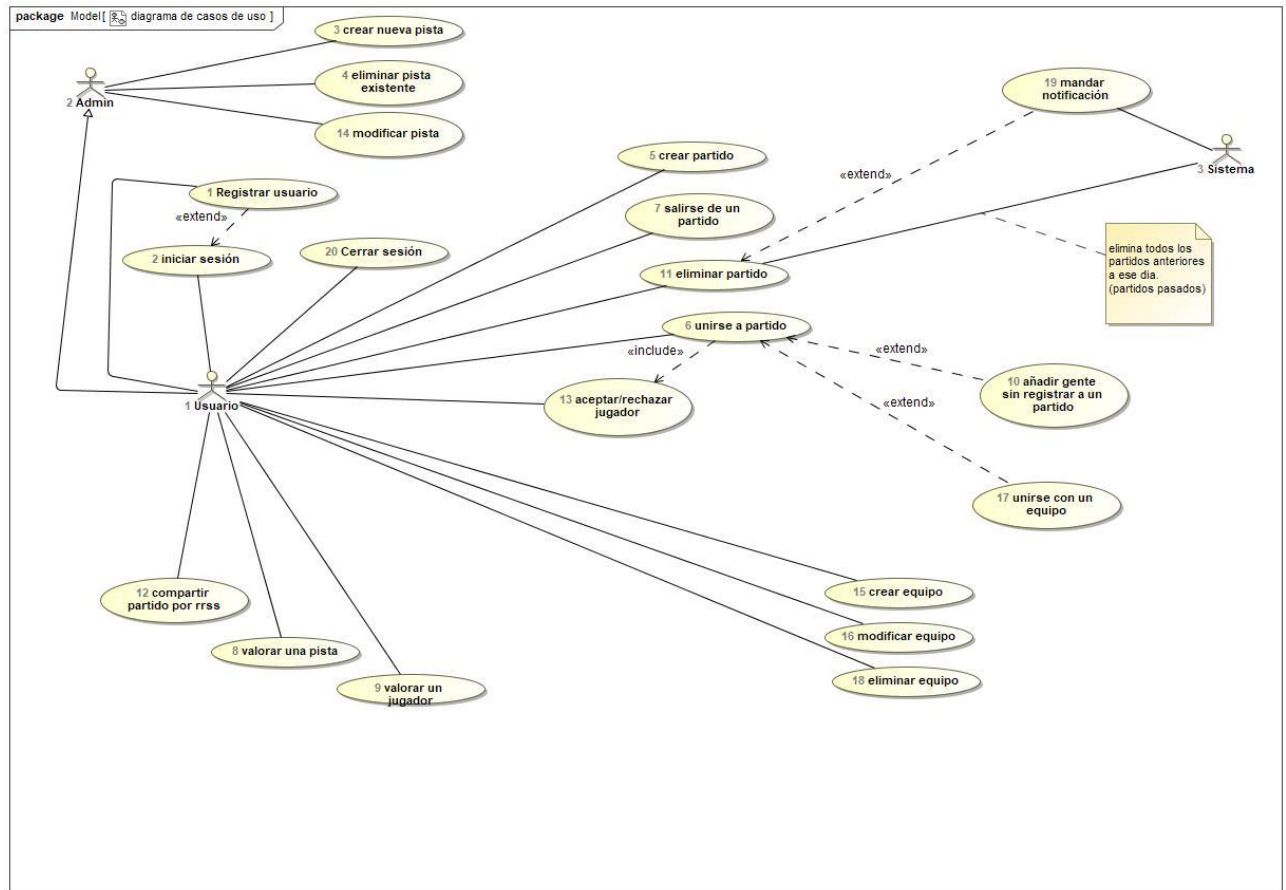 package Model [ diagrama de casos de uso ]
3 crear nueva pista
4 eliminar pista
existente
2 Admin
14 modificar pista
19 mandar
notificación
5 crear partido
3 Sistema
«extend»
1 Registrar usuario
«extend»
7 salirse de un
partido
2 iniciar sesión
20 Cerrar sesión
11 eliminar partido
elimina todos los
partidos anteriores
a ese dia.
(partidos pasados)
6 unirse a partido
«include»
«extend»
10 añadir gente
sin registrar a un
partido
«extend»
13 aceptar/rechazar
jugador
1 Usuario
17 unirse con un
equipo
12 compartir
partido por rrss
15 crear equipo
16 modificar equipo
8 valorar una pista
18 eliminar equipo
9 valorar un
jugador